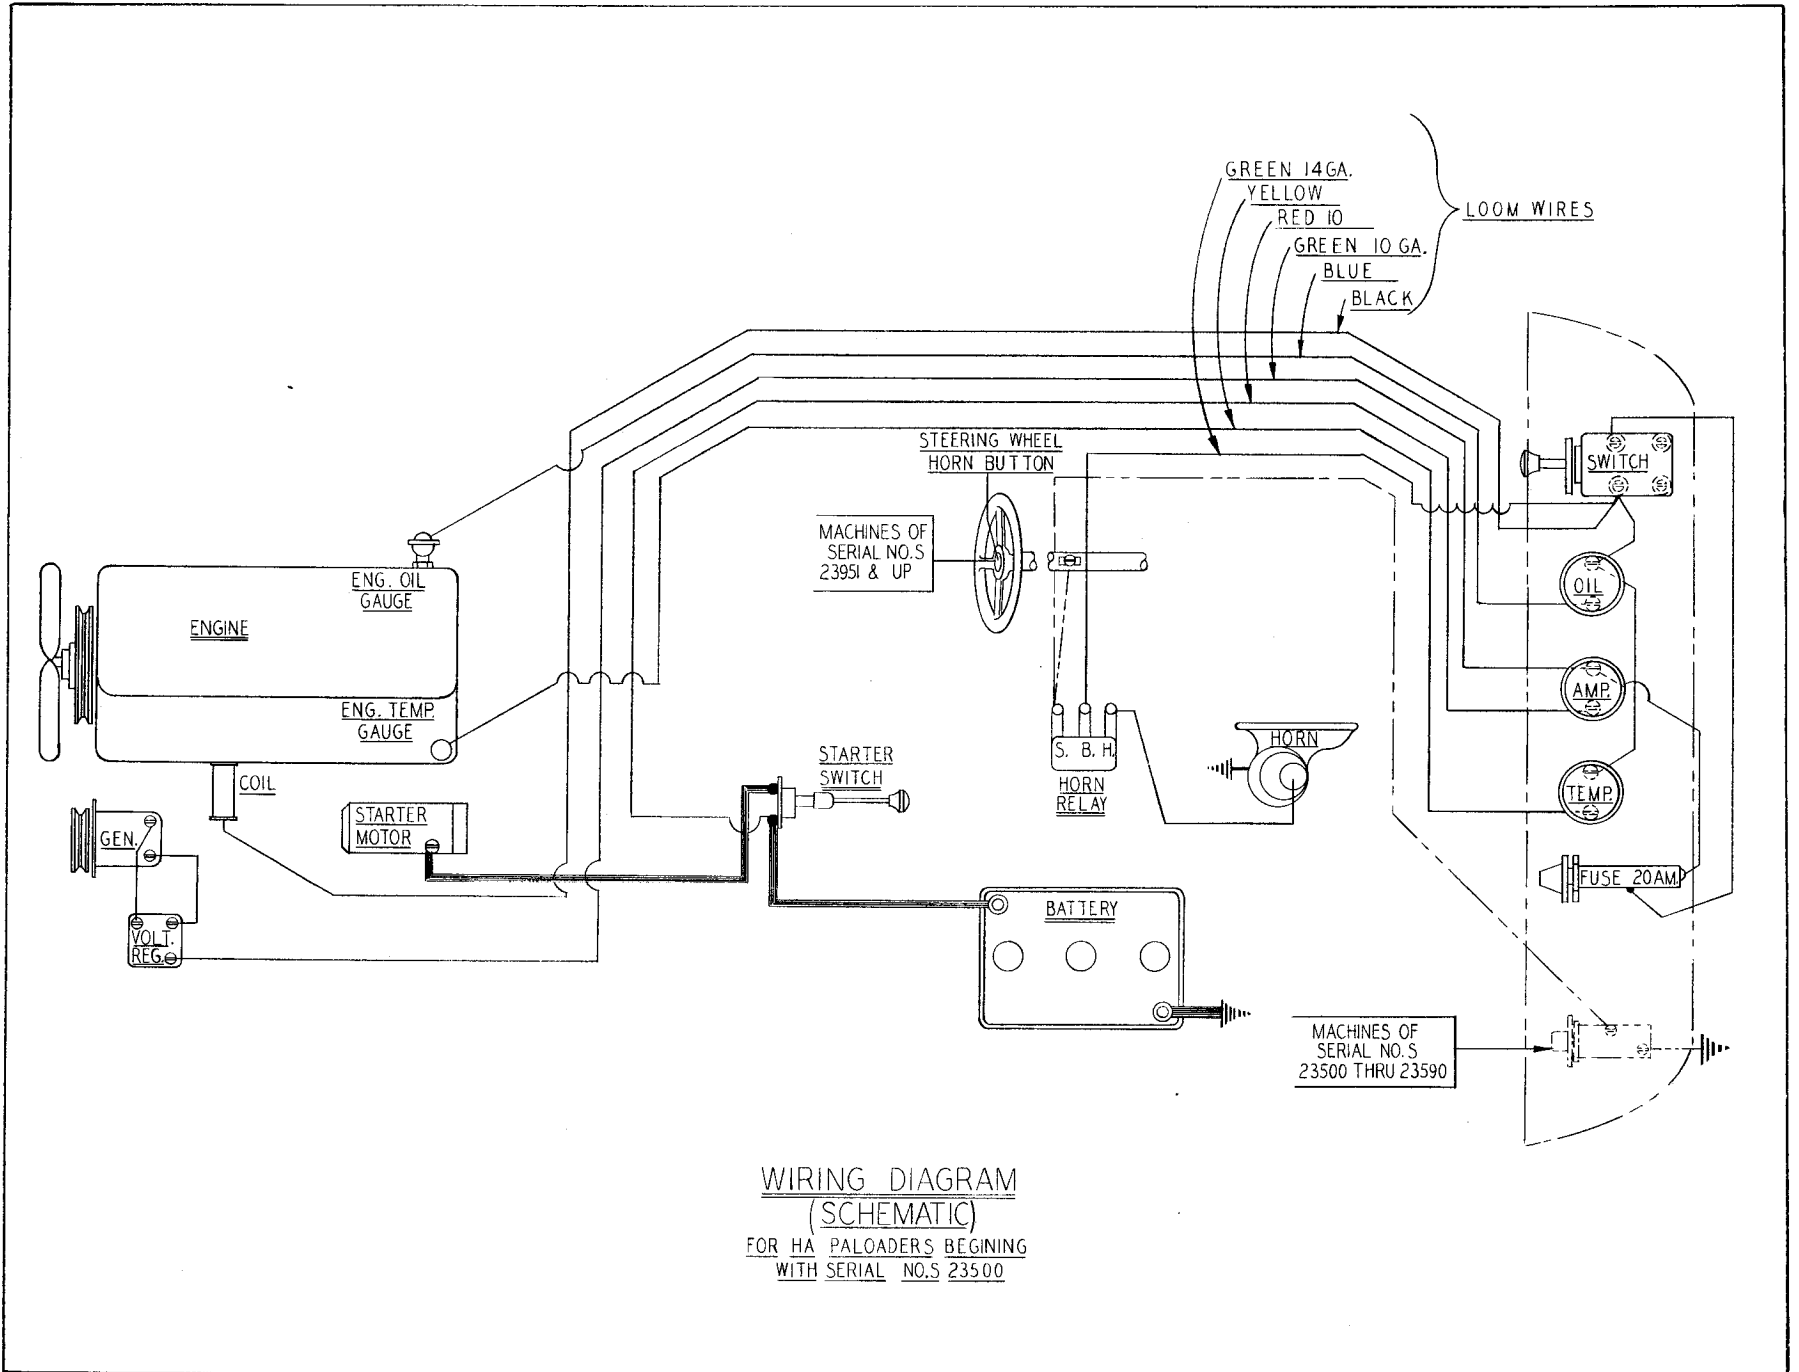 GREEN 14GA.
YELLOW
RED 10
GREEN 10 GA.
BLUE
BLACK
LOOM WIRES
STEERING WHEEL
HORN BUTTON
SWITCH
MACHINES OF
SERIAL NO.S
23951 & UP
ENG. OIL
GAUGE
ENGINE
OIL
AMP.
ENG. TEMP.
GAUGE
COIL
STARTER
SWITCH
S. B. H.
HORN
RELAY
HORN
TEMP.
STARTER
MOTOR
GEN.
FUSE 20AM.
BATTERY
VOLT.
REG.
MACHINES OF
SERIAL NO.S
23500 THRU 23590
WIRING DIAGRAM
(SCHEMATIC)
FOR HA PALOADERS BEGINING
WITH SERIAL NO.S 23500